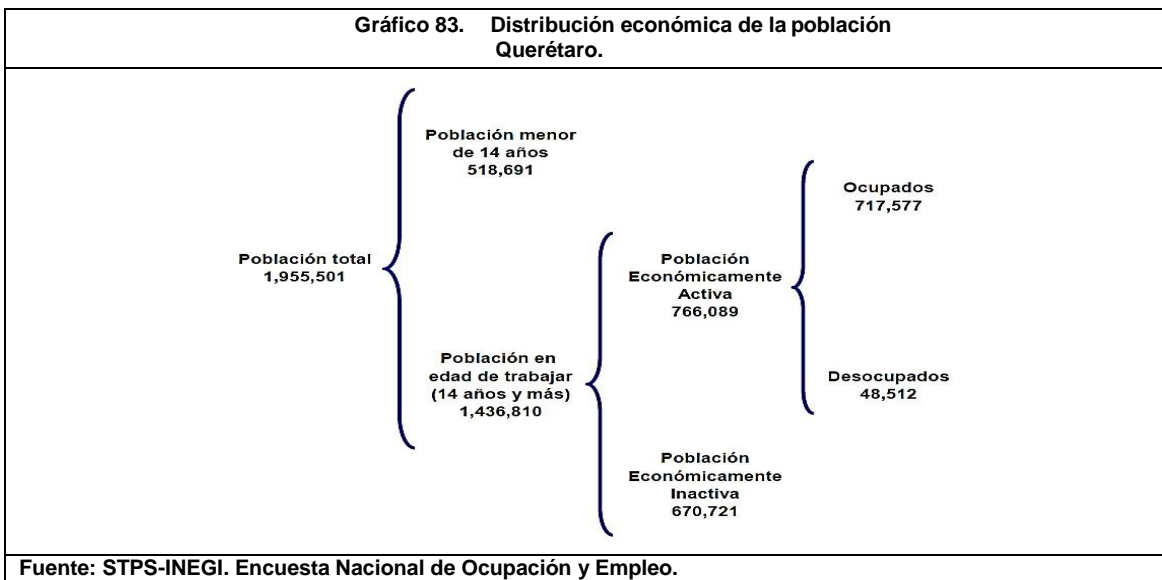 Gráfico 83. Distribución económica de la población
Querétaro.
Población total
1,955,501
Población menor
de 14 años
518,691
Población en
edad de trabajar
(14 años y más)
1,436,810
Población
Económicamente
Activa
766,089
Población
Económicamente
Inactiva
670,721
Ocupados
717,577
Desocupados
48,512
Fuente: STPS-INEGI. Encuesta Nacional de Ocupación y Empleo.